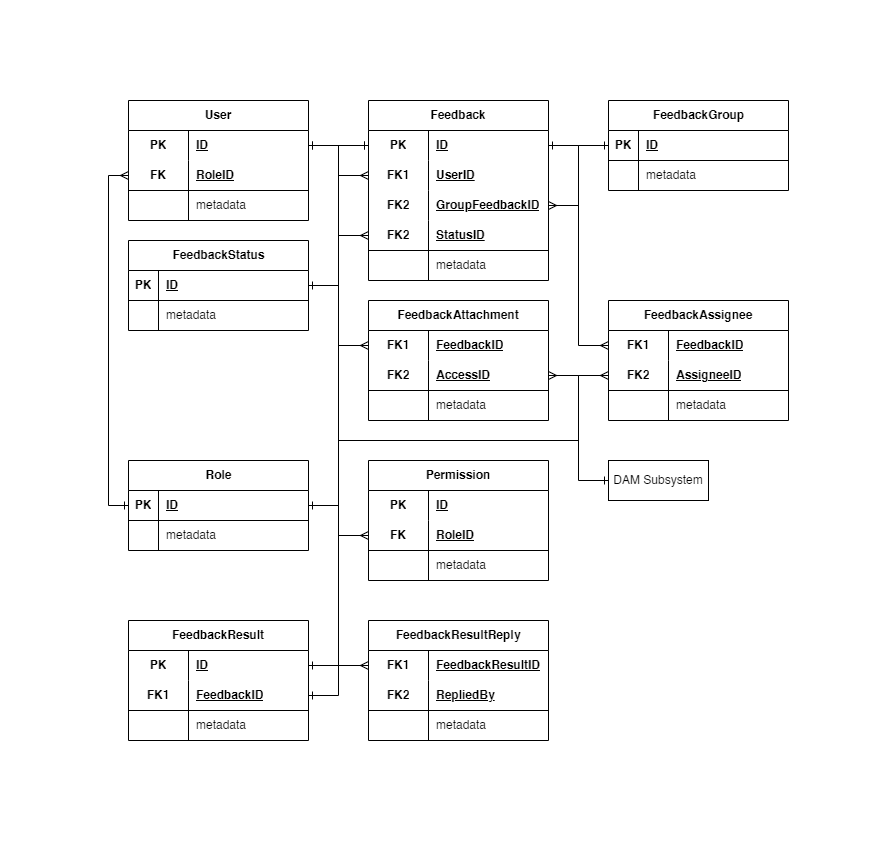 User
PK ID
FK RoleID
metadata
Feedback
PK ID
FK1 UserID
FK2 GroupFeedbackID
FK2 StatusID
metadata
FeedbackGroup
PK ID
metadata
FeedbackStatus
PK ID
metadata
FeedbackAttachment
FK1 FeedbackID
FK2 AccessID
metadata
FeedbackAssignee
FK1 FeedbackID
FK2 AssigneeID
metadata
Role
PK ID
metadata
Permission
PK ID
FK RoleID
metadata
DAM Subsystem
FeedbackResult
PK ID
FK1 FeedbackID
metadata
FeedbackResultReply
FK1 FeedbackResultID
FK2 RepliedBy
metadata